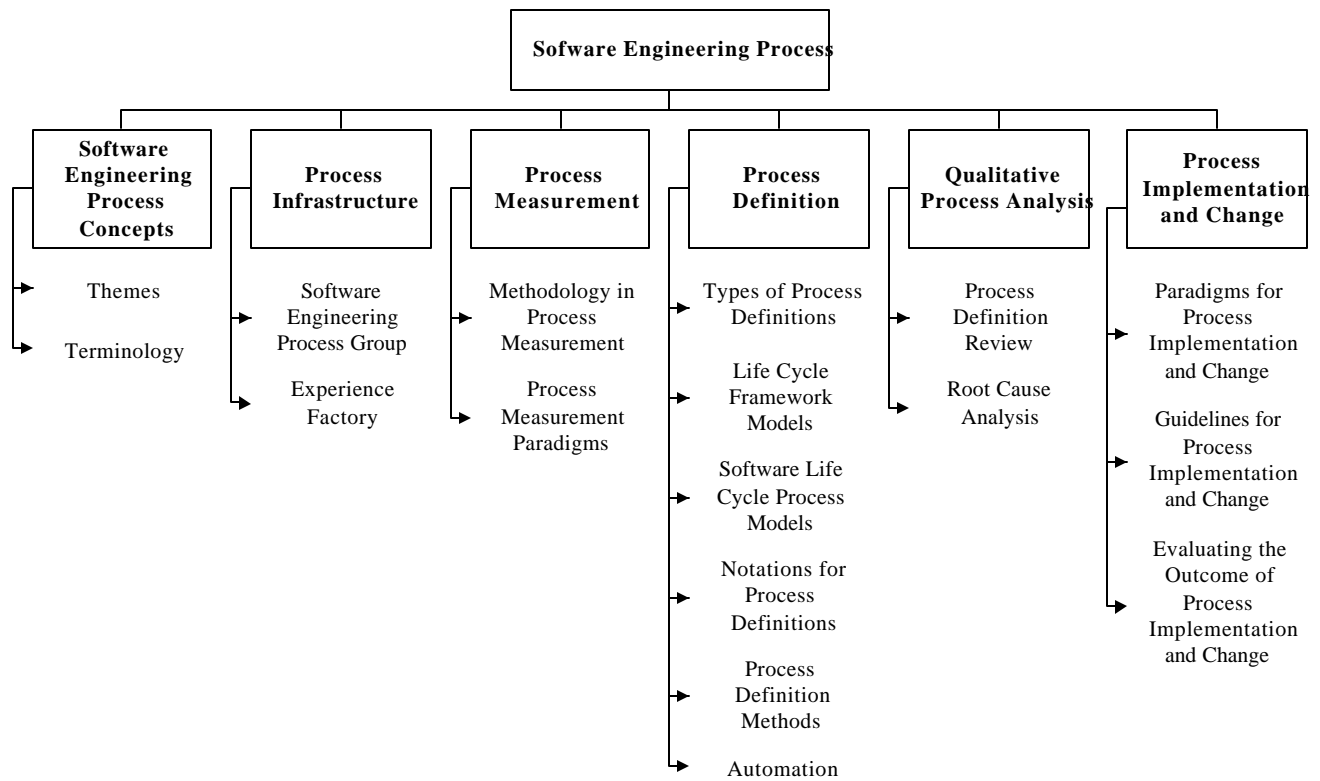 Sofware Engineering Process
Software
Engineering
Process
Concepts
Themes
Terminology
Process
Infrastructure
Software
Engineering
Process Group
Experience
Factory
Process
Measurement
Methodology in
Process
Measurement
Process
Measurement
Paradigms
Process
Definition
Types of Process
Definitions
Life Cycle
Framework
Models
Software Life
Cycle Process
Models
Notations for
Process
Definitions
Process
Definition
Methods
Automation
Qualitative
Process Analysis
Process
Definition
Review
Root Cause
Analysis
Process
Implementation
and Change
Paradigms for
Process
Implementation
and Change
Guidelines for
Process
Implementation
and Change
Evaluating the
Outcome of
Process
Implementation
and Change